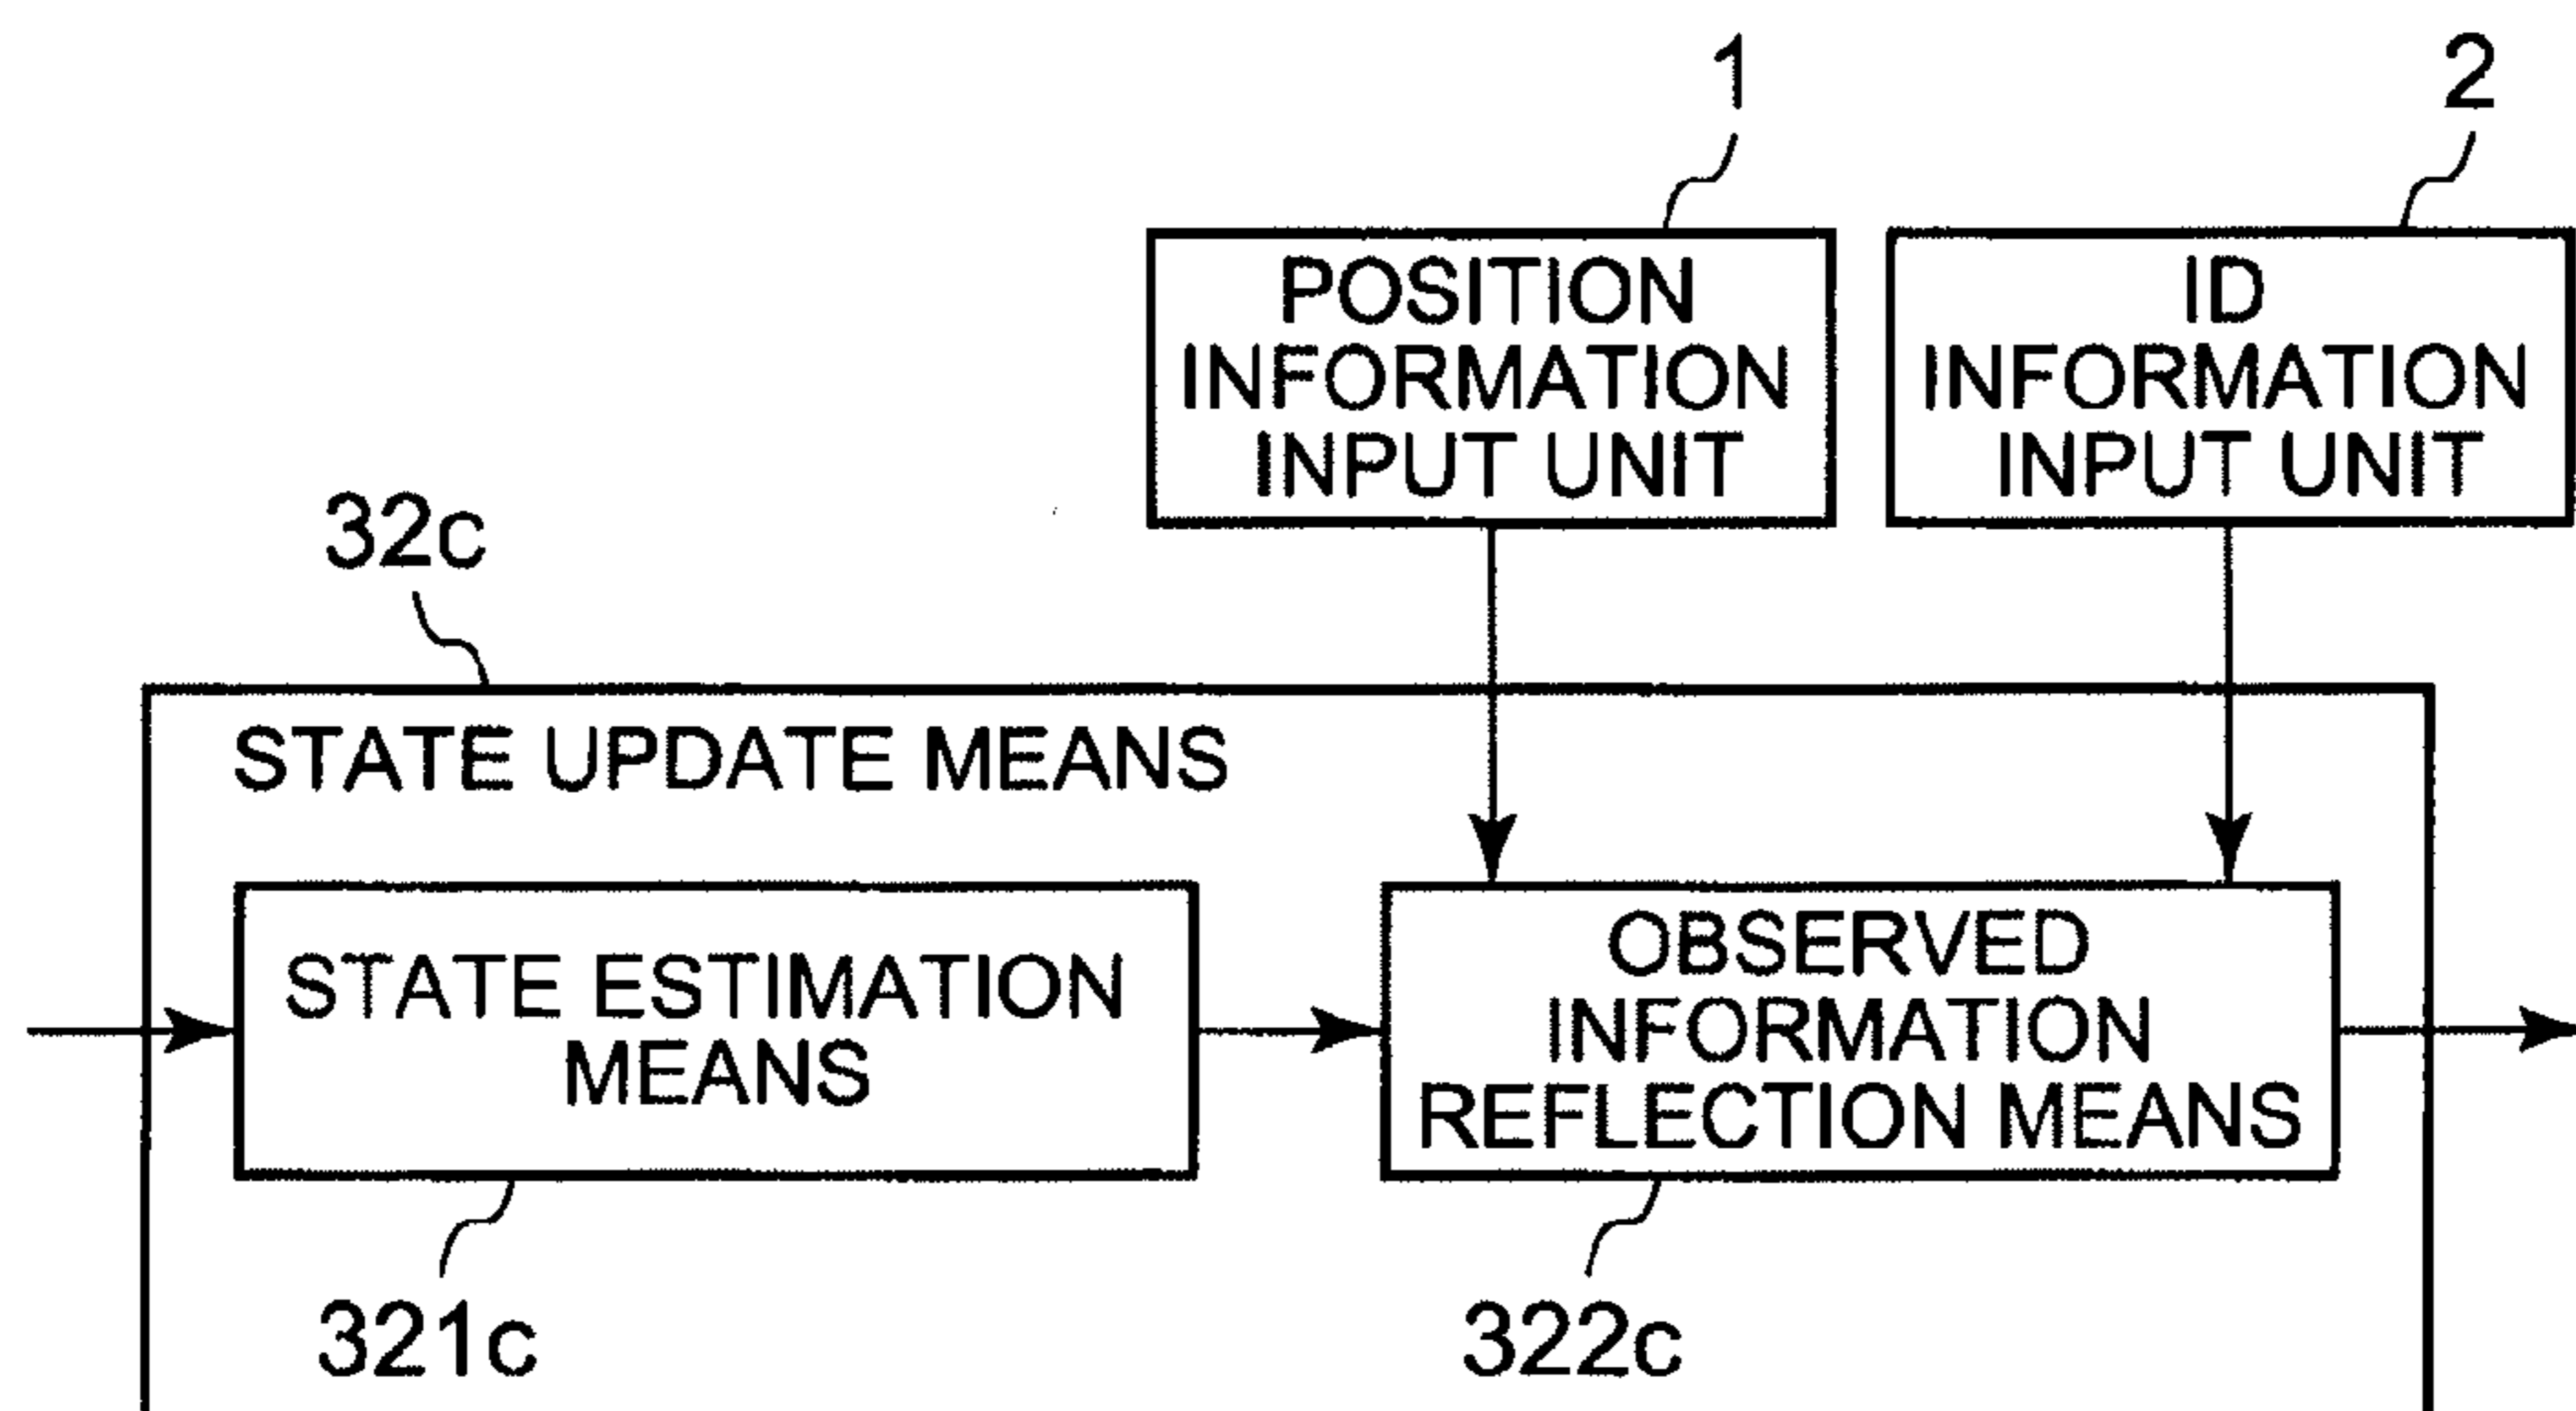 1
2
POSITION
INFORMATION
INPUT UNIT
ID
INFORMATION
INPUT UNIT
32c
STATE UPDATE MEANS
STATE ESTIMATION
MEANS
OBSERVED
INFORMATION
REFLECTION MEANS
321c
322c